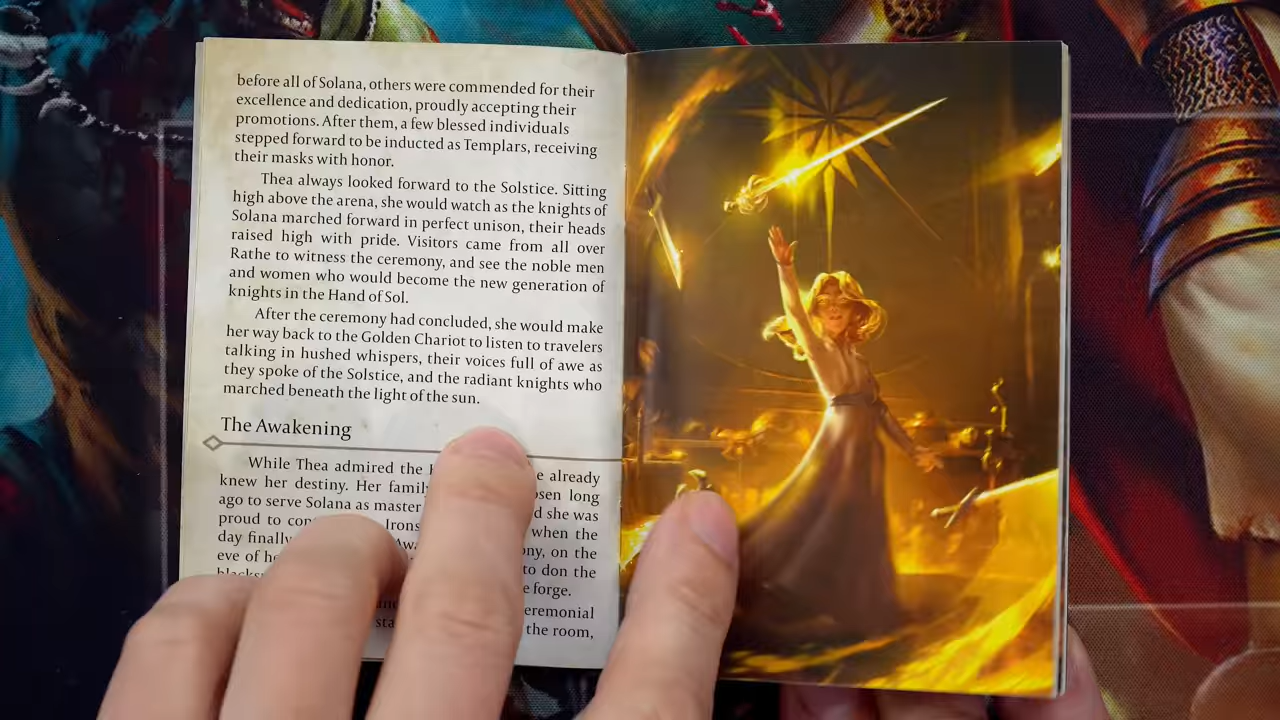 before all of Solana, others were commended for their
excellence and dedication, proudly accepting their
promotions. After them, a few blessed individuals
stepped forward to be inducted as Templars, receiving
their masks with honor.
Thea always looked forward to the Solstice. Sitting
high above the arena, she would watch as the knights of
Solana marched forward in perfect unison, their heads
raised high with pride. Visitors came from all over
Rathe to witness the ceremony, and see the noble men
and women who would become the new generation of
knights in the Hand of Sol.
After the ceremony had concluded, she would make
her way back to the Golden Chariot to listen to travelers
talking in hushed whispers, their voices full of awe as
they spoke of the Solstice, and the radiant knights who
marched beneath the light of the sun.
The Awakening
While Thea admired the already
knew her destiny. Her long
ago to serve Solana as master she was
proud to when the
day on the
eve of to don the
forge.
the room,